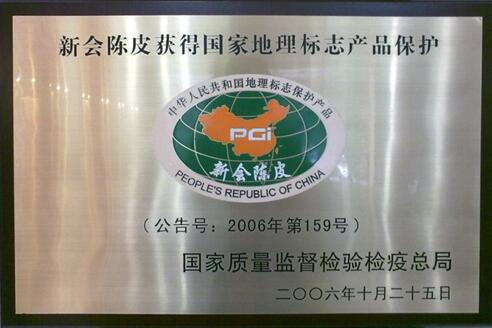 新会陈皮获得国家地理标志产品保护
中华人民共和国地理标志保护产品
PGi
新会陈皮
PEOPLE'S REPUBLIC OF CHINA
（公告号：2006年第159号）
国家质量监督检验检疫总局
二〇〇六年十月二十五日